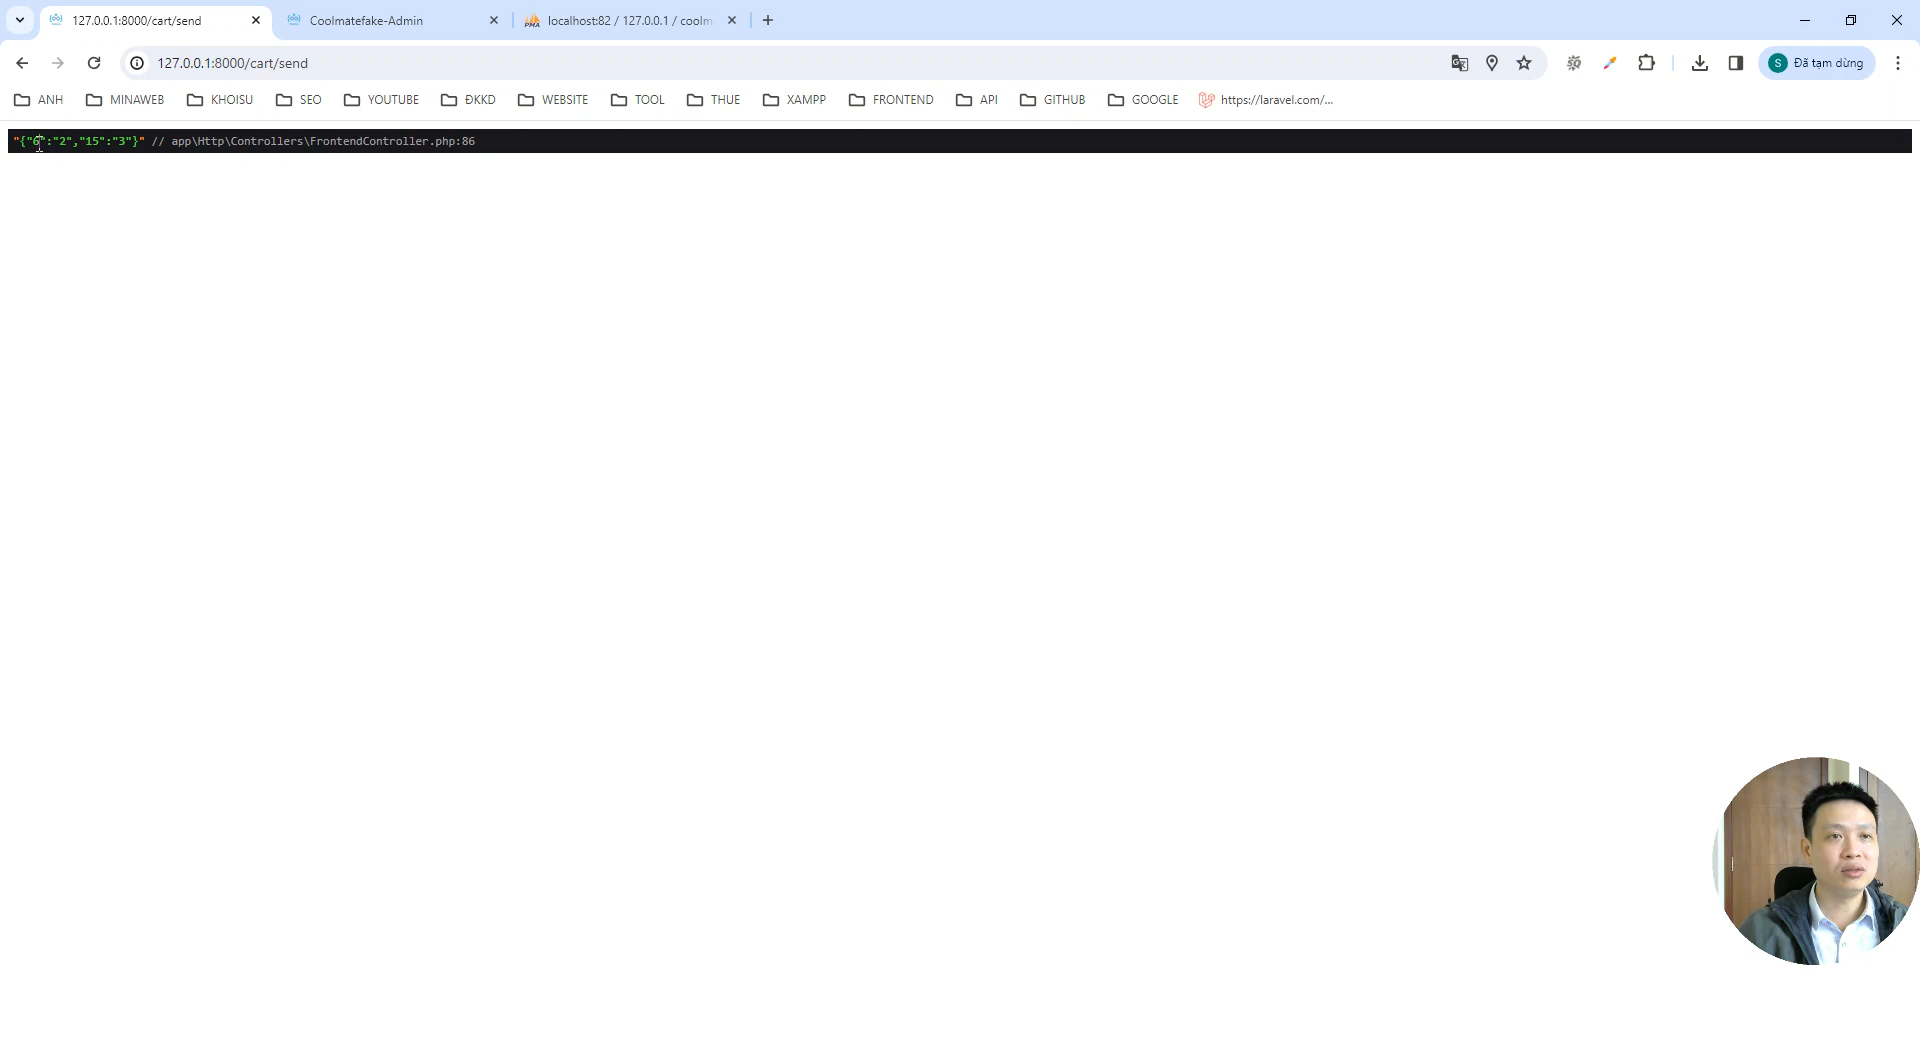 127.0.0.1:8000/cart/send
Coolmatefake-Admin
localhost:82 / 127.0.0.1 / coolm
127.0.0.1:8000/cart/send
S Đã tạm dừng
ANH
MINAWEB
KHOISU
SEO
YOUTUBE
ĐKKD
WEBSITE
TOOL
THUE
XAMPP
FRONTEND
API
GITHUB
GOOGLE
https://laravel.com/...
"{"6":"2","15":"3"}" // app\Http\Controllers\FrontendController.php:86